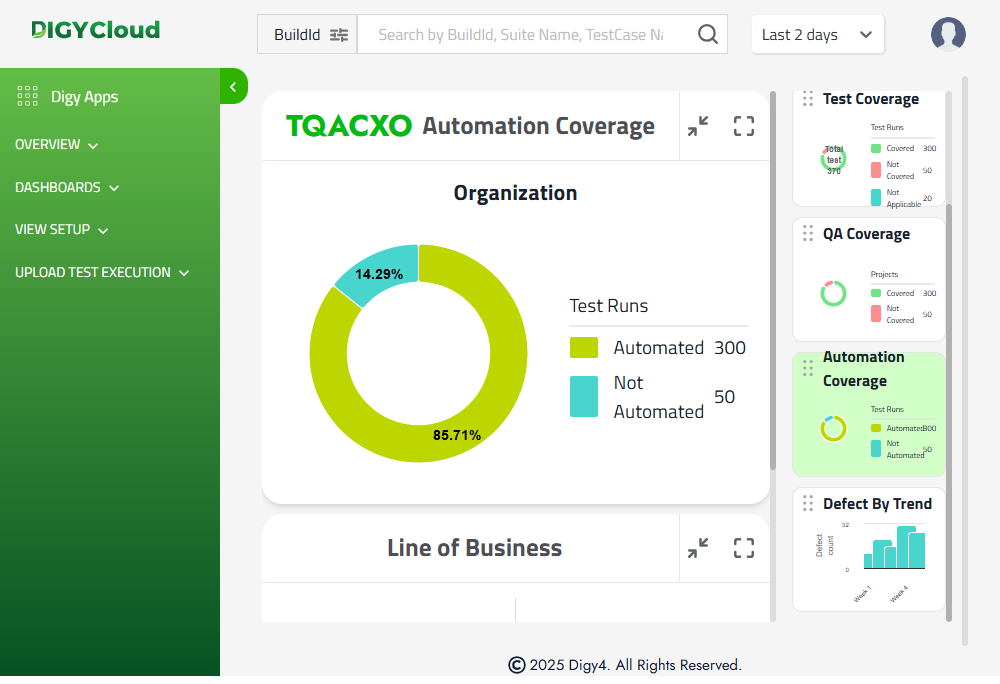 DIGYCloud
BuildId
Search by BuildId, Suite Name, TestCase Na
Last 2 days
Digy Apps
OVERVIEW
DASHBOARDS
VIEW SETUP
UPLOAD TEST EXECUTION
TQACXO Automation Coverage
Organization
14.29%
85.71%
Test Runs
Automated 300
Not
Automated
50
Line of Business
Test Coverage
Total
test
370
Test Runs
Covered 300
Not
Covered
50
Not
Applicable
20
QA Coverage
Projects
Covered 300
Not
Covered
50
Automation
Coverage
Test Runs
Automated 300
Not
Automated
50
Defect By Trend
Defect
count
32
0
Week 1
Week 4
© 2025 Digy4. All Rights Reserved.